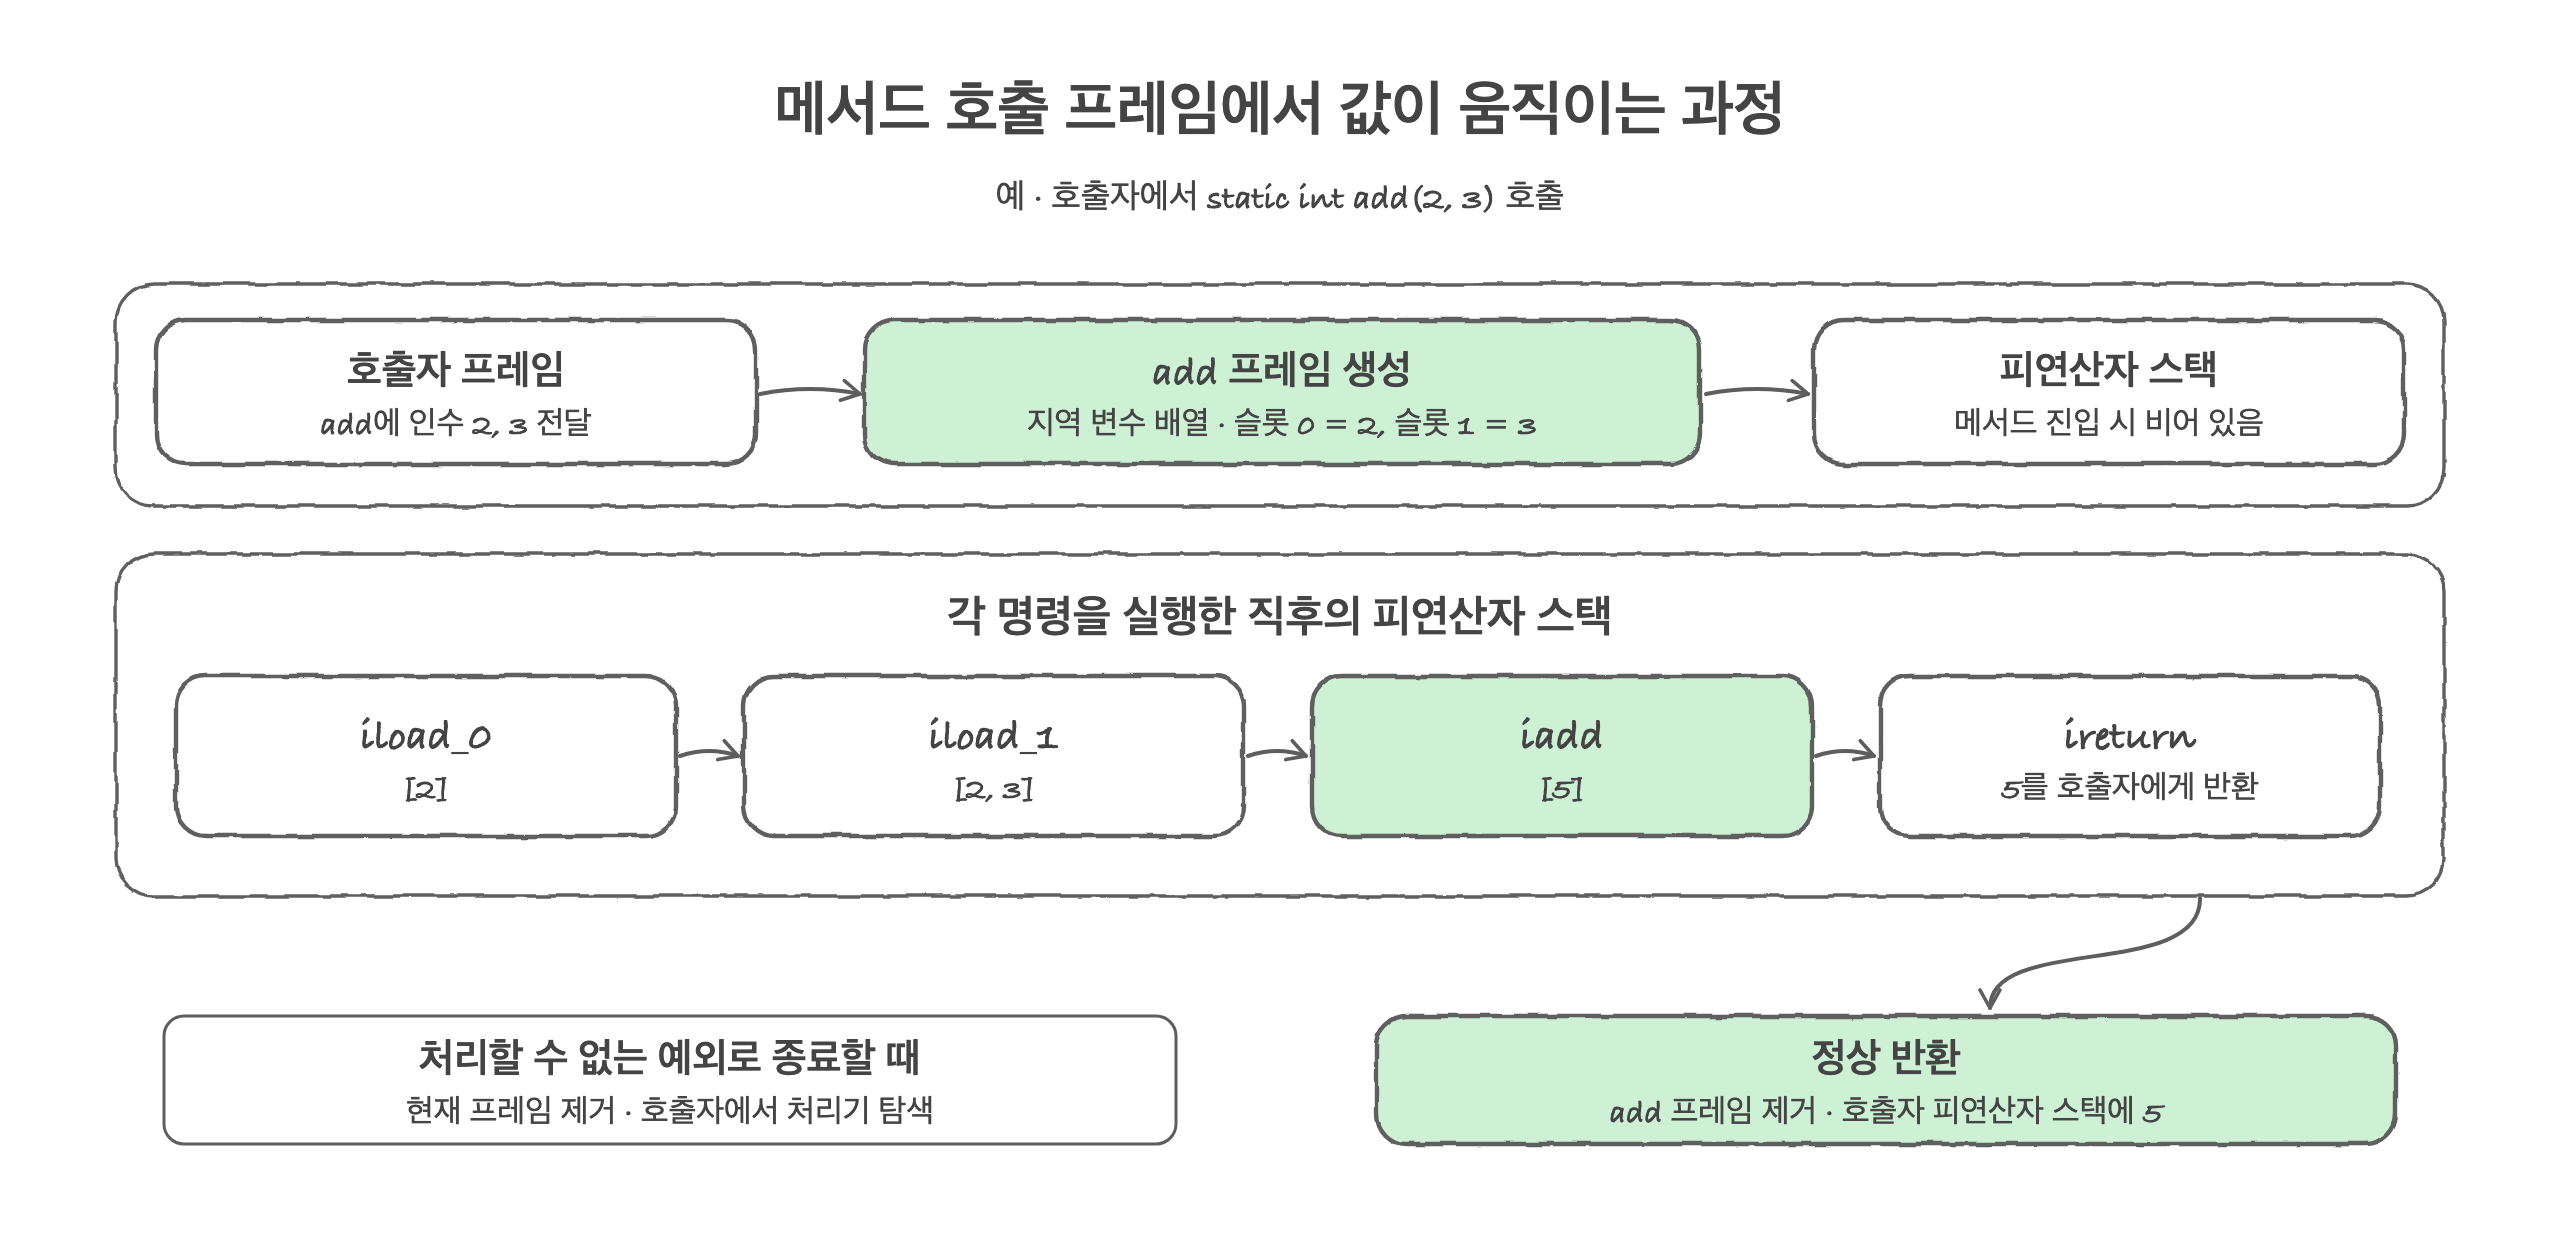 메서드 호출 프레임에서 값이 움직이는 과정
예 · 호출자에서 static int add(2, 3) 호출
호출자 프레임
add에 인수 2, 3 전달
add 프레임 생성
지역 변수 배열 · 슬롯 0 = 2, 슬롯 1 = 3
피연산자 스택
메서드 진입 시 비어 있음
각 명령을 실행한 직후의 피연산자 스택
iload_0
[2]
iload_1
[2, 3]
iadd
[5]
ireturn
5를 호출자에게 반환
처리할 수 없는 예외로 종료할 때
현재 프레임 제거 · 호출자에서 처리기 탐색
정상 반환
add 프레임 제거 · 호출자 피연산자 스택에 5